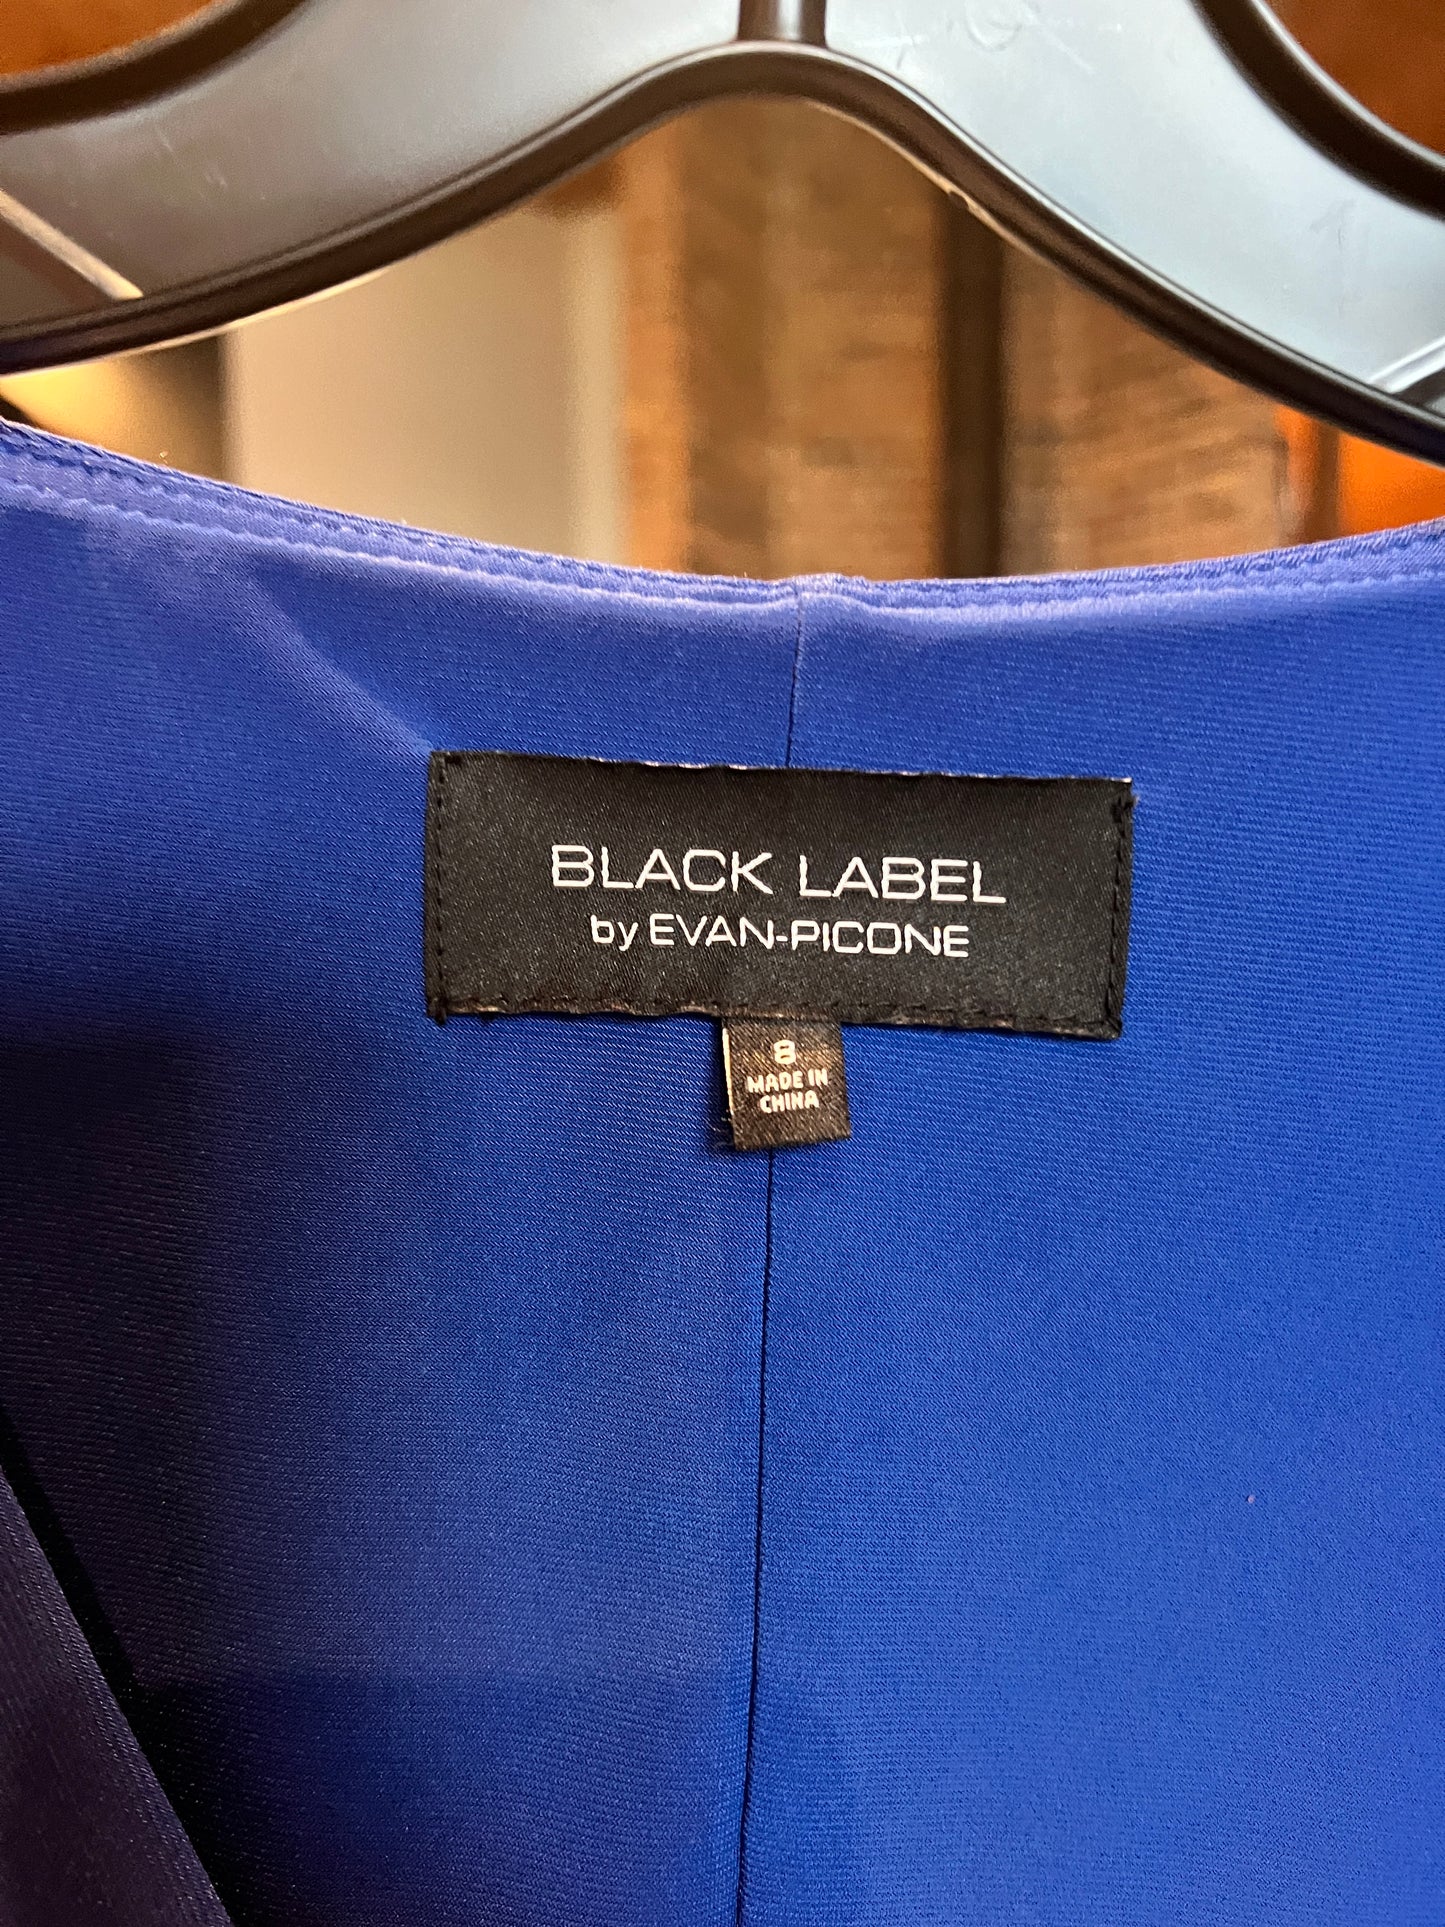 BLACK LABEL
by EVAN-PICONE
8
MADE IN
CHINA